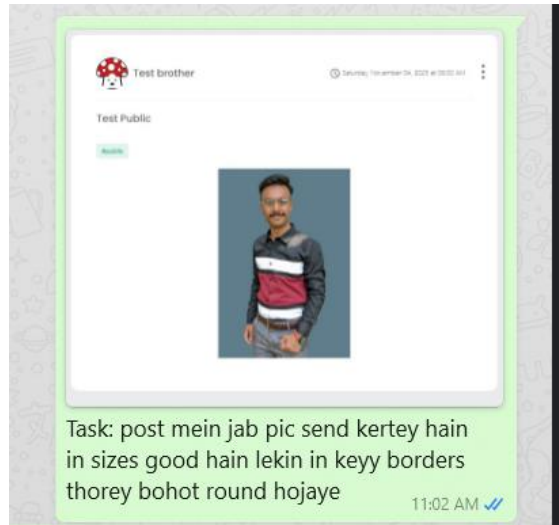 Test brother
Test Public
Task: post mein jab pic send kertey hain
in sizes good hain lekin in keyy borders
thorey bohot round hojaye
11:02 AM